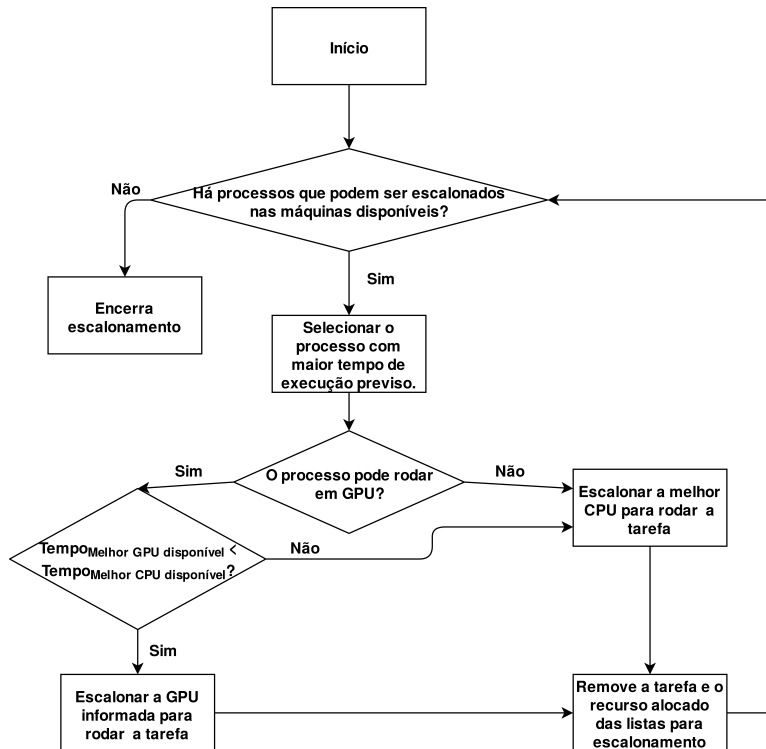 Início
Há processos que podem ser escalonados
nas máquinas disponíveis?
Não
Sim
Encerra
escalonamento
Selecionar o
processo com
maior tempo de
execução previso.
O processo pode rodar
em GPU?
Sim
Não
Escalonar a melhor
CPU para rodar a
tarefa
TempoMelhor GPU disponível <
TempoMelhor CPU disponível?
Não
Sim
Escalonar a GPU
informada para
rodar a tarefa
Remove a tarefa e o
recurso alocado
das listas para
escalonamento